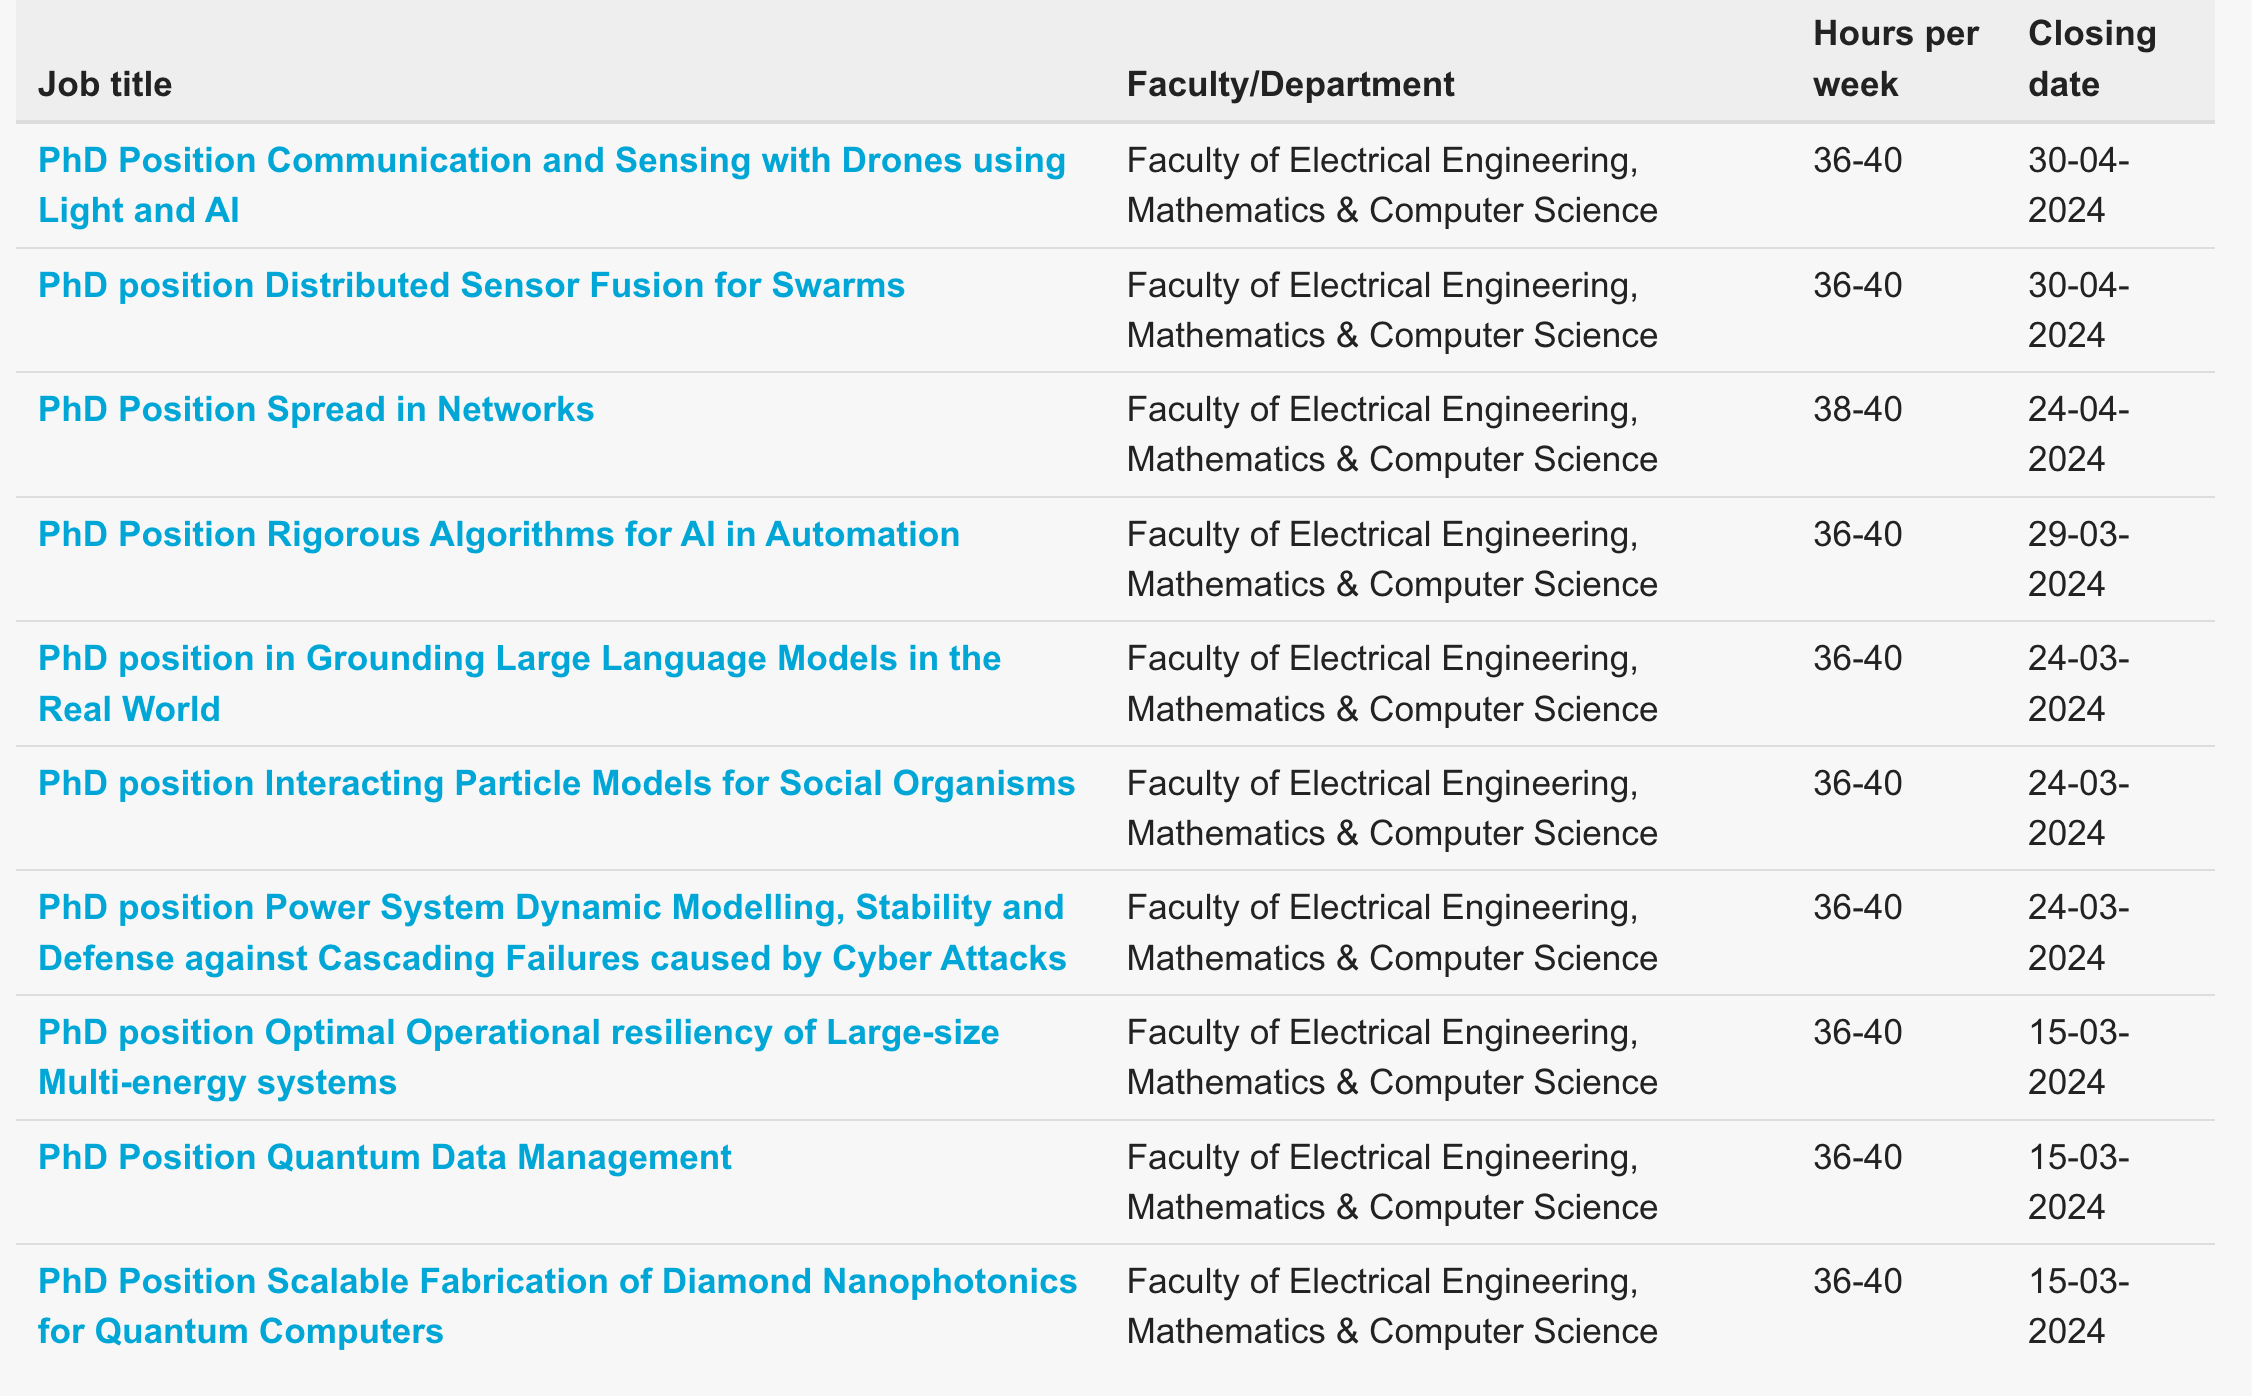 Job title Faculty/Department Hours per week Closing date
PhD Position Communication and Sensing with Drones using
Light and AI
Faculty of Electrical Engineering,
Mathematics & Computer Science
36-40
30-04-
2024
PhD position Distributed Sensor Fusion for Swarms
Faculty of Electrical Engineering,
Mathematics & Computer Science
36-40
30-04-
2024
PhD Position Spread in Networks
Faculty of Electrical Engineering,
Mathematics & Computer Science
38-40
24-04-
2024
PhD Position Rigorous Algorithms for AI in Automation
Faculty of Electrical Engineering,
Mathematics & Computer Science
36-40
29-03-
2024
PhD position in Grounding Large Language Models in the
Real World
Faculty of Electrical Engineering,
Mathematics & Computer Science
36-40
24-03-
2024
PhD position Interacting Particle Models for Social Organisms
Faculty of Electrical Engineering,
Mathematics & Computer Science
36-40
24-03-
2024
PhD position Power System Dynamic Modelling, Stability and
Defense against Cascading Failures caused by Cyber Attacks
Faculty of Electrical Engineering,
Mathematics & Computer Science
36-40
24-03-
2024
PhD position Optimal Operational resiliency of Large-size
Multi-energy systems
Faculty of Electrical Engineering,
Mathematics & Computer Science
36-40
15-03-
2024
PhD Position Quantum Data Management
Faculty of Electrical Engineering,
Mathematics & Computer Science
36-40
15-03-
2024
PhD Position Scalable Fabrication of Diamond Nanophotonics
for Quantum Computers
Faculty of Electrical Engineering,
Mathematics & Computer Science
36-40
15-03-
2024